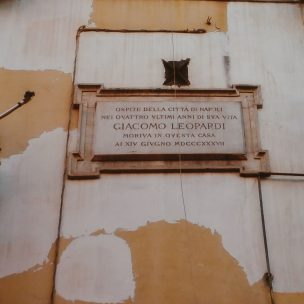 OSPITE DELLA CITTA DI NAPOLI
NEI QVATTRO VLTIMI ANNI DI SVA VITA
GIACOMO LEOPARDI
MORIVA IN QVESTA CASA
AI XIV GIVGNO MDCCCXXXVII